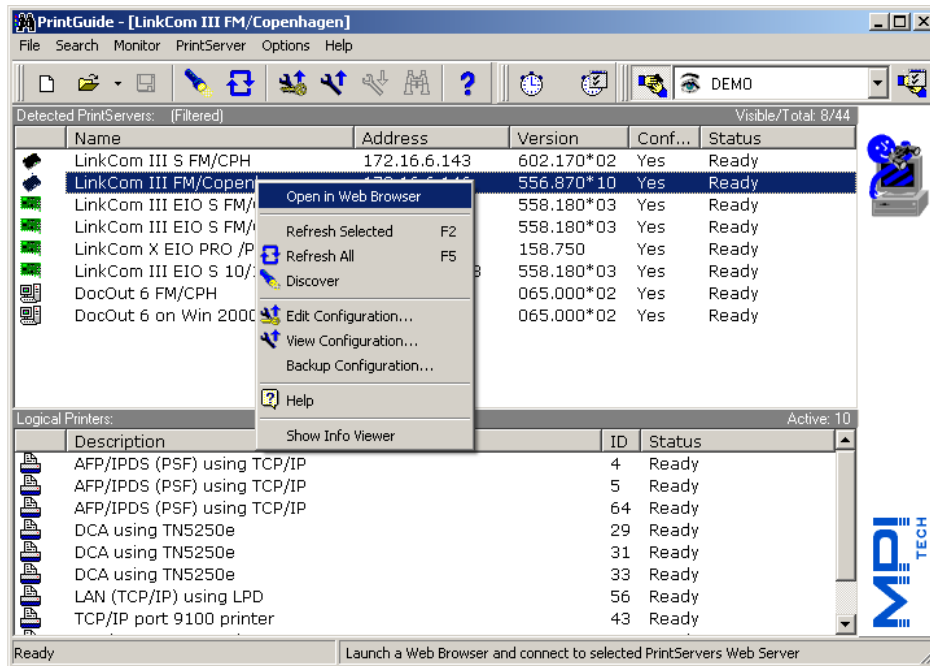 PrintGuide - [LinkCom III FM/Copenhagen]
File Search Monitor PrintServer Options Help
DEMO
Detected PrintServers: (Filtered) Visible/Total: 8/44
Name Address Version Conf... Status
LinkCom III S FM/CPH 172.16.6.143 602.170*02 Yes Ready
LinkCom III FM/Copen 556.870*10 Yes Ready
Open in Web Browser
LinkCom III EIO S FM/ 558.180*03 Yes Ready
LinkCom III EIO S FM/ 558.180*03 Yes Ready
Refresh Selected F2
LinkCom X EIO PRO /P 158.750 Yes Ready
Refresh All F5
LinkCom III EIO S 10/ 558.180*03 Yes Ready
Discover
DocOut 6 FM/CPH 065.000*02 Yes Ready
DocOut 6 on Win 2000 065.000*02 Yes Ready
Edit Configuration...
View Configuration...
Backup Configuration...
Help
Show Info Viewer
Logical Printers: Active: 10
Description ID Status
AFP/IPDS (PSF) using TCP/IP 4 Ready
AFP/IPDS (PSF) using TCP/IP 5 Ready
AFP/IPDS (PSF) using TCP/IP 64 Ready
DCA using TN5250e 29 Ready
DCA using TN5250e 31 Ready
DCA using TN5250e 33 Ready
LAN (TCP/IP) using LPD 56 Ready
TCP/IP port 9100 printer 43 Ready
MPI TECH
Ready Launch a Web Browser and connect to selected PrintServers Web Server